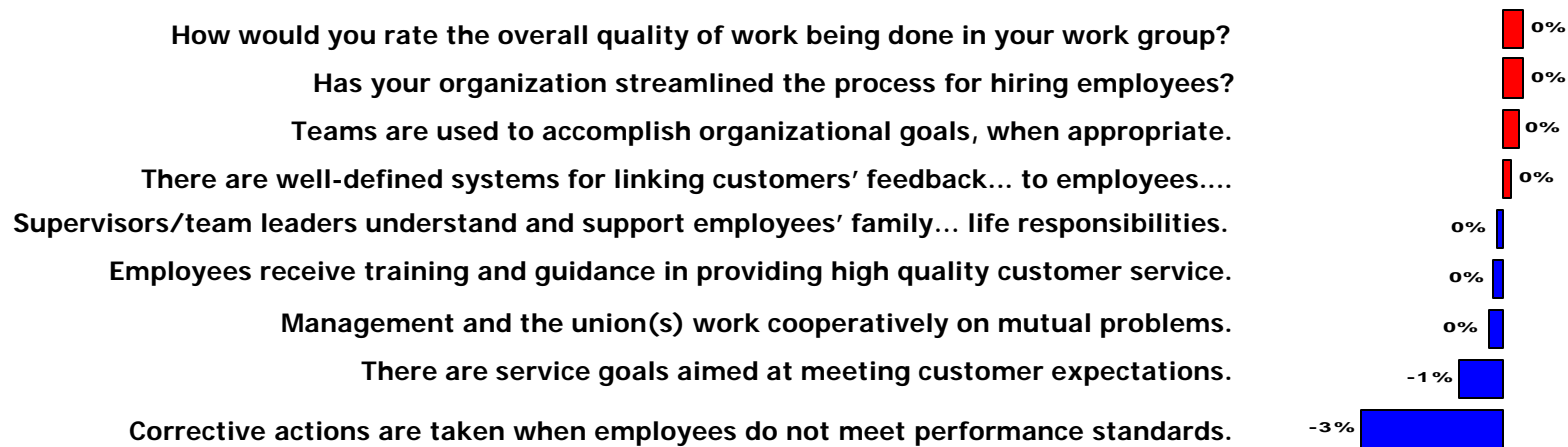 How would you rate the overall quality of work being done in your work group? 0%
Has your organization streamlined the process for hiring employees? 0%
Teams are used to accomplish organizational goals, when appropriate. 0%
There are well-defined systems for linking customers’ feedback... to employees.... 0%
Supervisors/team leaders understand and support employees’ family... life responsibilities. 0%
Employees receive training and guidance in providing high quality customer service. 0%
Management and the union(s) work cooperatively on mutual problems. 0%
There are service goals aimed at meeting customer expectations. -1%
Corrective actions are taken when employees do not meet performance standards. -3%